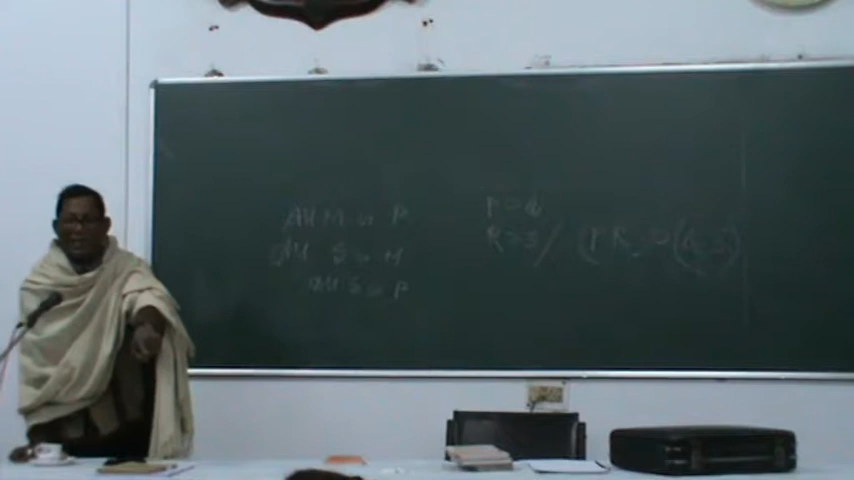 All M is P
All S is M
All S is P
P ⊃ Q
R ⊃ S / (P R ⊃ (Q S)